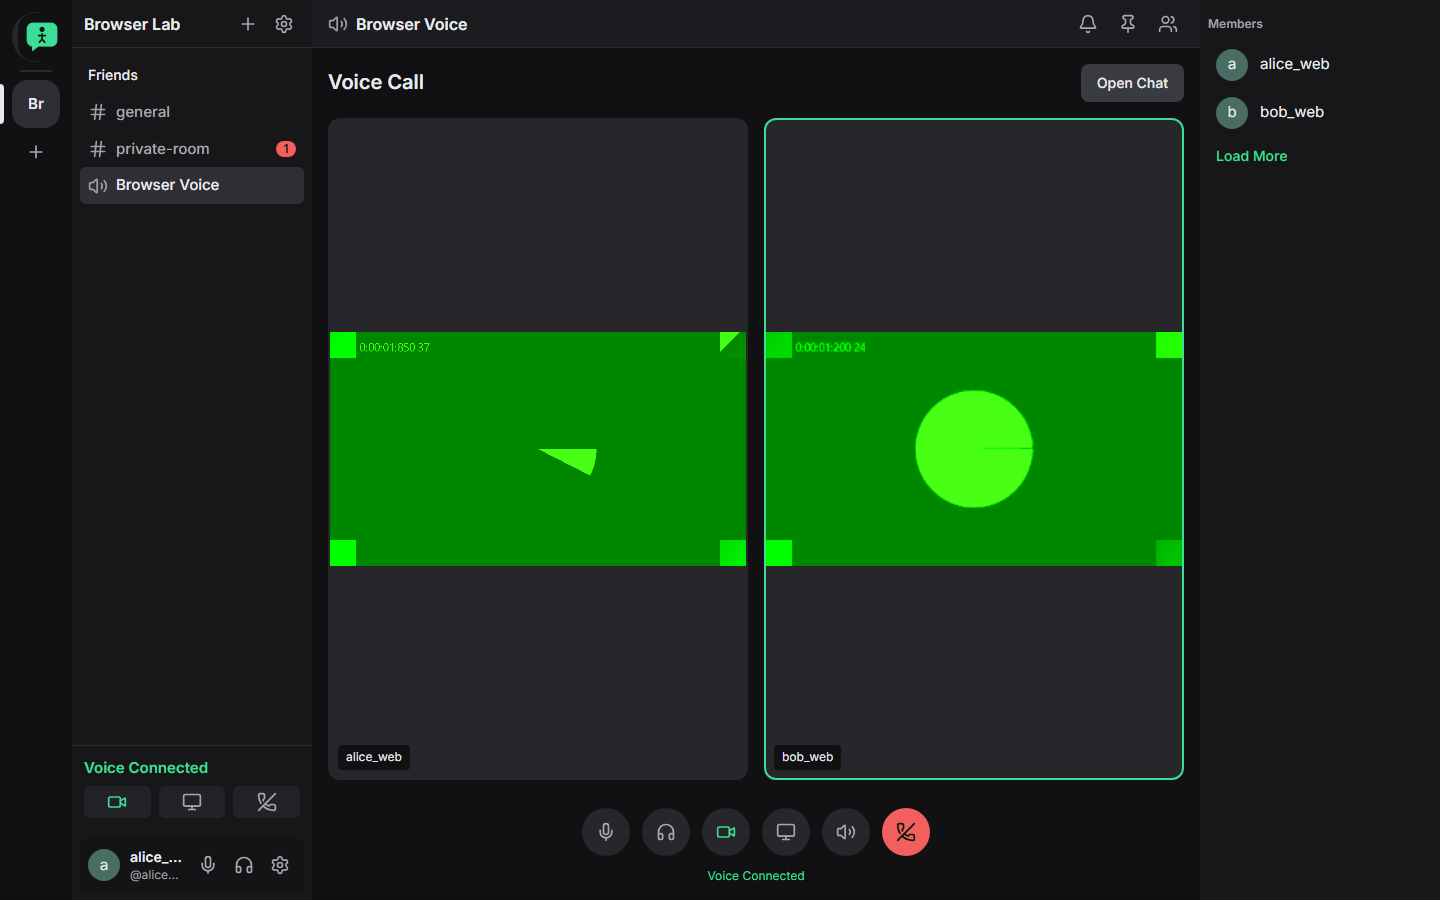 Browser Lab
Browser Voice
Members
Friends
general
private-room 1
Browser Voice
Br
Voice Call
Open Chat
a alice_web
b bob_web
Load More
0:00:01:850 37
0:00:01:200 24
alice_web
bob_web
Voice Connected
a alice_...
@alice...
Voice Connected